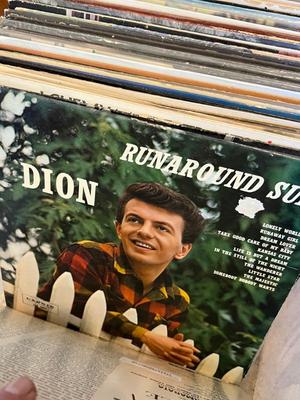 RUNAROUND SU
DION
LONELY WORLD
RUNAWAY GIRL
DREAM LOVER
TAKE GOOD CARE OF MY BABY
KANSAS CITY
LIFE IS BUT A DREAM
IN THE STILL OF THE NIGHT
THE WANDERER
LITTLE STAR
THE MAJESTIC
SOMEBODY NOBODY WANTS